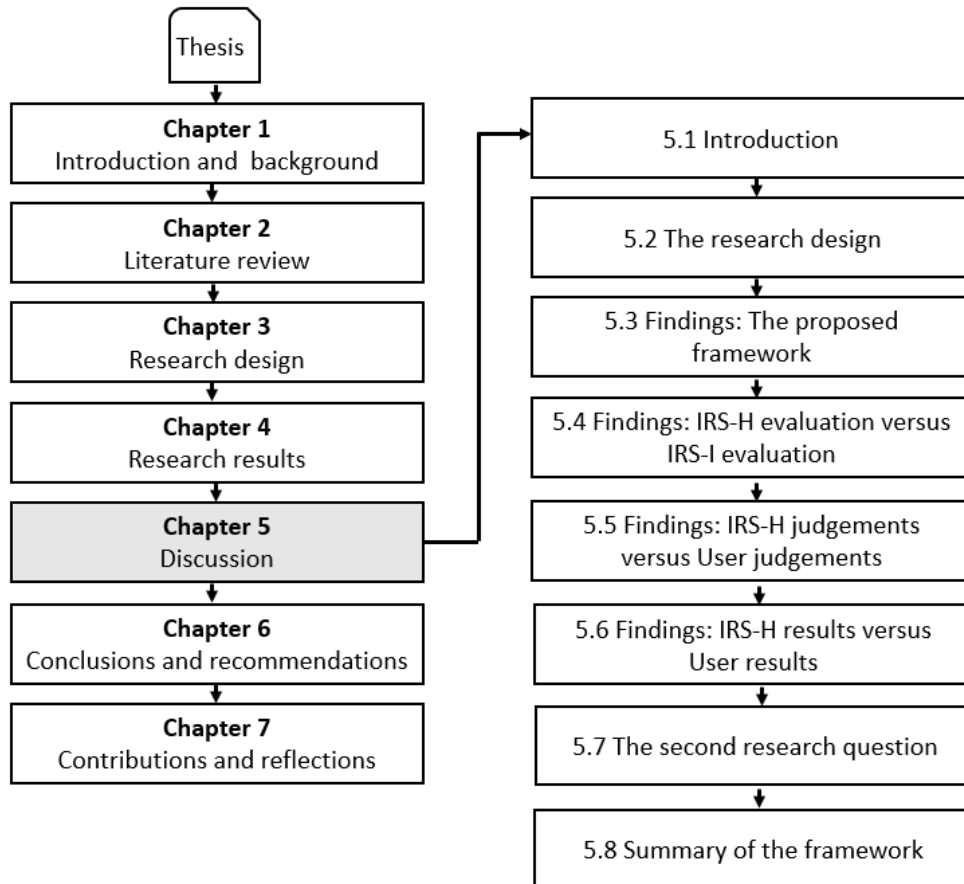 Thesis
Chapter 1
Introduction and background
Chapter 2
Literature review
Chapter 3
Research design
Chapter 4
Research results
Chapter 5
Discussion
Chapter 6
Conclusions and recommendations
Chapter 7
Contributions and reflections
5.1 Introduction
5.2 The research design
5.3 Findings: The proposed
framework
5.4 Findings: IRS-H evaluation versus
IRS-I evaluation
5.5 Findings: IRS-H judgements
versus User judgements
5.6 Findings: IRS-H results versus
User results
5.7 The second research question
5.8 Summary of the framework